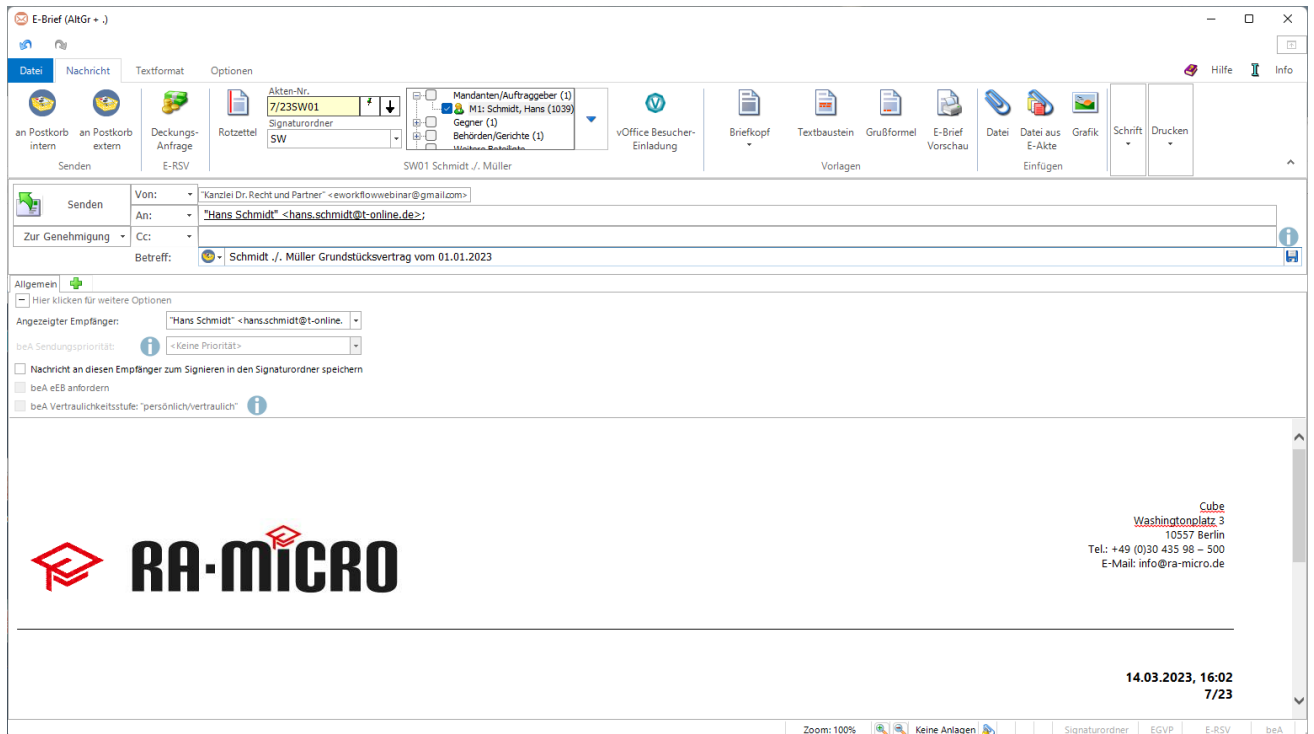 E-Brief (AltGr + .)
Datei Nachricht Textformat Optionen Hilfe Info
an Postkorb intern
an Postkorb extern
Senden
Deckungs-Anfrage
E-RSV
Rotzettel
Akten-Nr.
7/23SW01
Signaturordner
SW
Mandanten/Auftraggeber (1)
M1: Schmidt, Hans (1039)
Gegner (1)
Behörden/Gerichte (1)
Weitere Beteiligte
SW01 Schmidt ./. Müller
vOffice Besucher-Einladung
Briefkopf
Textbaustein
Grußformel
E-Brief Vorschau
Vorlagen
Datei
Datei aus E-Akte
Grafik
Einfügen
Schrift
Drucken
Senden
Zur Genehmigung
Von: "Kanzlei Dr. Recht und Partner" <eworkflowwebinar@gmail.com>
An: "Hans Schmidt" <hans.schmidt@t-online.de>;
Cc:
Betreff: Schmidt ./. Müller Grundstücksvertrag vom 01.01.2023
Allgemein
Hier klicken für weitere Optionen
Angezeigter Empfänger: "Hans Schmidt" <hans.schmidt@t-online.
beA Sendungspriorität: <Keine Priorität>
Nachricht an diesen Empfänger zum Signieren in den Signaturordner speichern
beA eEB anfordern
beA Vertraulichkeitsstufe: "persönlich/vertraulich"
Cube
Washingtonplatz 3
10557 Berlin
Tel.: +49 (0)30 435 98 – 500
E-Mail: info@ra-micro.de
RA-MICRO
14.03.2023, 16:02
7/23
Zoom: 100% Keine Anlagen Signaturordner EGVP E-RSV beA